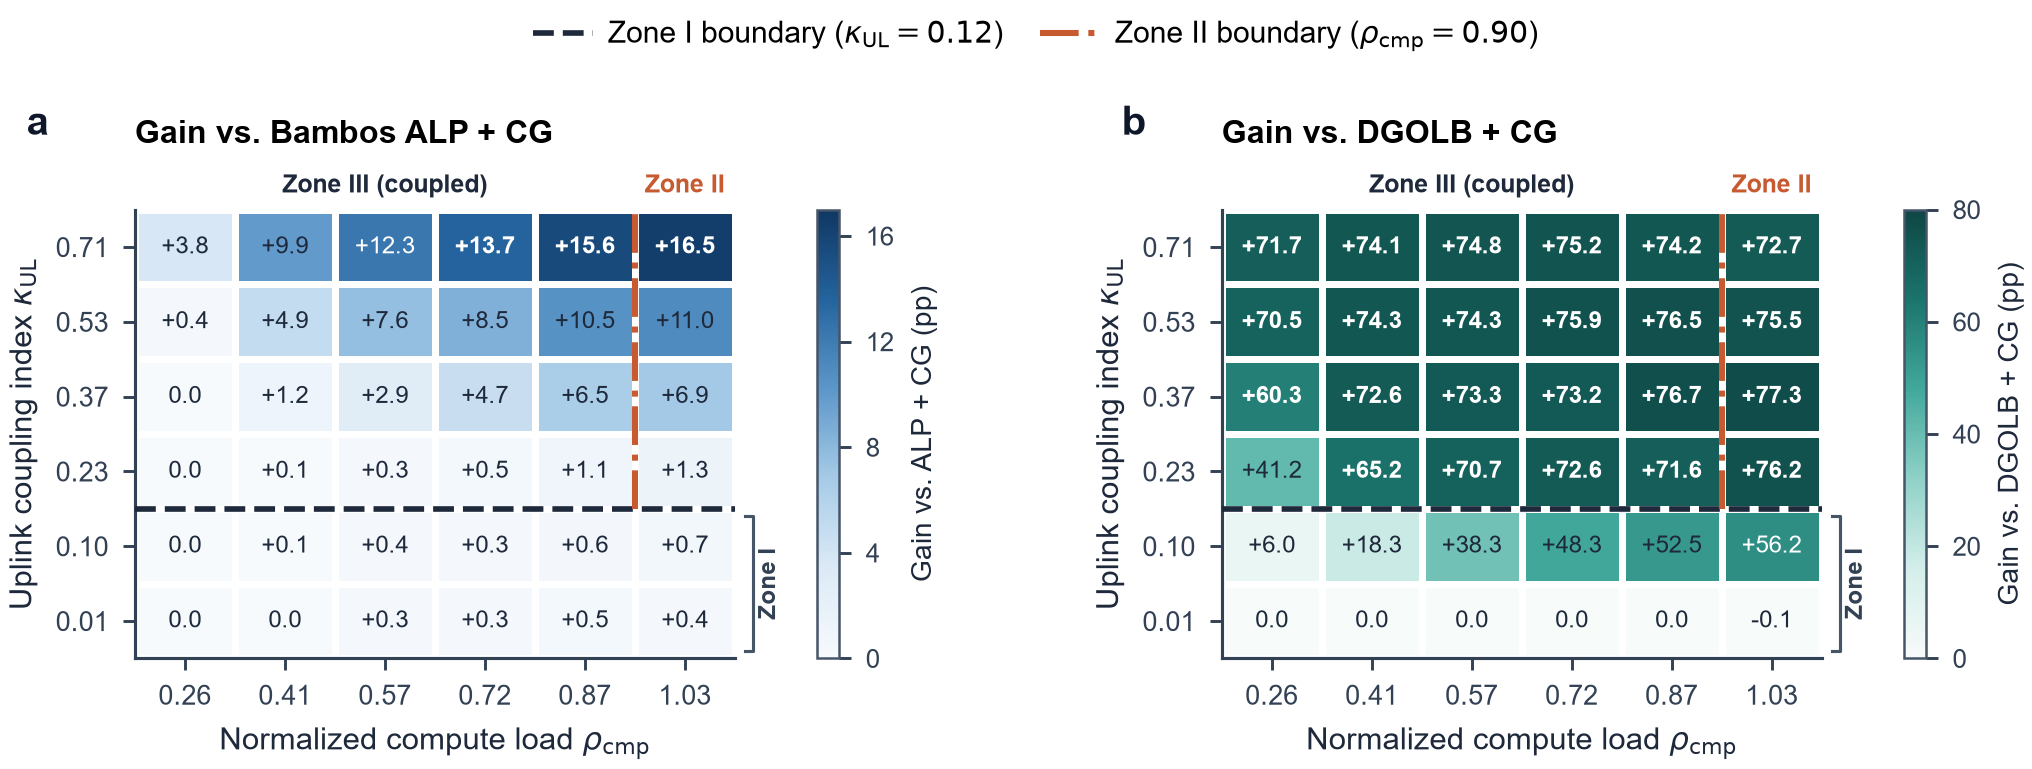 Zone I boundary (κUL = 0.12)
Zone II boundary (ρcmp = 0.90)
a
Gain vs. Bambos ALP + CG
Zone III (coupled)
Zone II
Uplink coupling index κUL
0.71 +3.8 +9.9 +12.3 +13.7 +15.6 +16.5
0.53 +0.4 +4.9 +7.6 +8.5 +10.5 +11.0
0.37 0.0 +1.2 +2.9 +4.7 +6.5 +6.9
0.23 0.0 +0.1 +0.3 +0.5 +1.1 +1.3
0.10 0.0 +0.1 +0.4 +0.3 +0.6 +0.7
0.01 0.0 0.0 +0.3 +0.3 +0.5 +0.4
Zone I
0.26 0.41 0.57 0.72 0.87 1.03
Normalized compute load ρcmp
16
12
8
4
0
Gain vs. ALP + CG (pp)
b
Gain vs. DGOLB + CG
Zone III (coupled)
Zone II
Uplink coupling index κUL
0.71 +71.7 +74.1 +74.8 +75.2 +74.2 +72.7
0.53 +70.5 +74.3 +74.3 +75.9 +76.5 +75.5
0.37 +60.3 +72.6 +73.3 +73.2 +76.7 +77.3
0.23 +41.2 +65.2 +70.7 +72.6 +71.6 +76.2
0.10 +6.0 +18.3 +38.3 +48.3 +52.5 +56.2
0.01 0.0 0.0 0.0 0.0 0.0 -0.1
Zone I
0.26 0.41 0.57 0.72 0.87 1.03
Normalized compute load ρcmp
80
60
40
20
0
Gain vs. DGOLB + CG (pp)